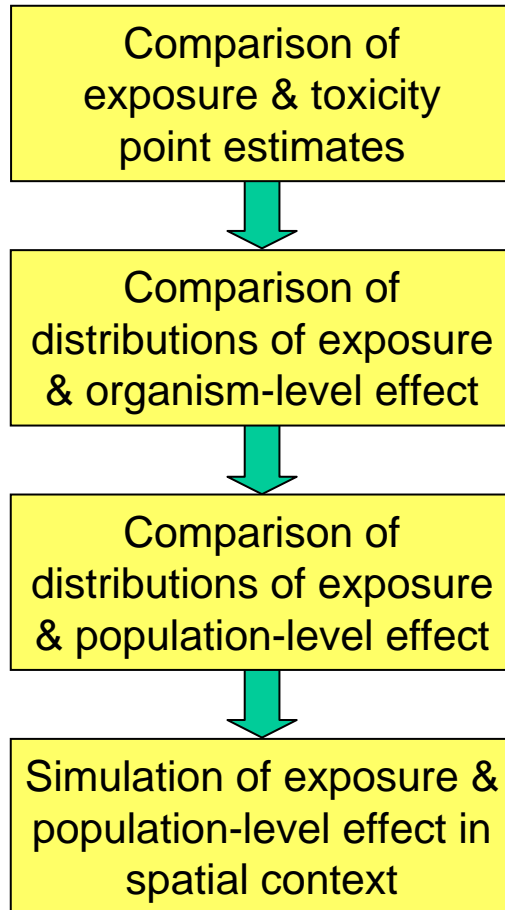 Comparison of
exposure & toxicity
point estimates
Comparison of
distributions of exposure
& organism-level effect
Comparison of
distributions of exposure
& population-level effect
Simulation of exposure &
population-level effect in
spatial context